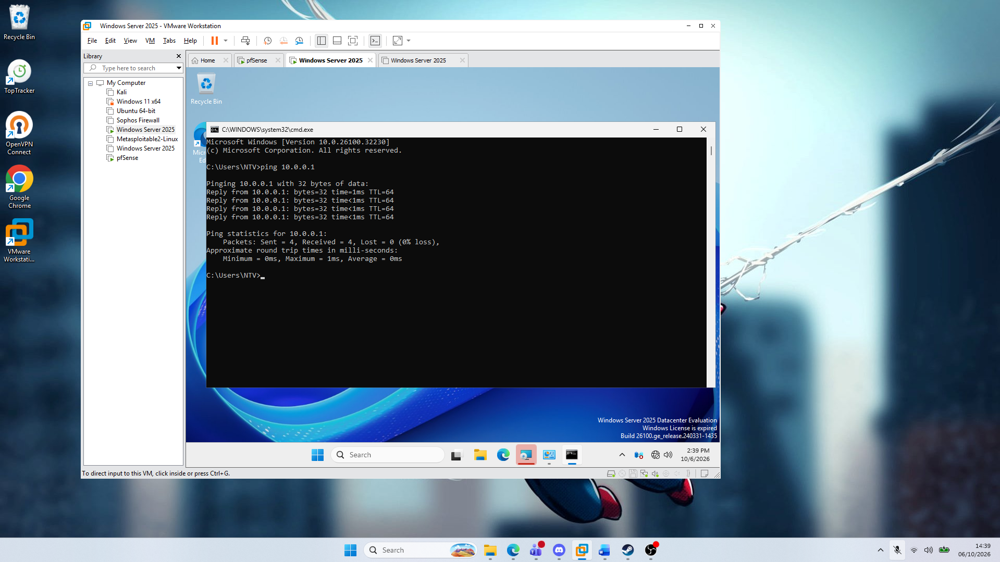 Recycle Bin
TopTracker
OpenVPN
Connect
Google
Chrome
VMware
Workstati...
Windows Server 2025 - VMware Workstation
File Edit View VM Tabs Help
Library
Type here to search
My Computer
Kali
Windows 11 x64
Ubuntu 64-bit
Sophos Firewall
Windows Server 2025
Metasploitable2-Linux
Windows Server 2025
pfSense
Home pfSense Windows Server 2025 Windows Server 2025
Recycle Bin
Micr
Ed
C:\WINDOWS\system32\cmd.exe
Microsoft Windows [Version 10.0.26100.32230]
(c) Microsoft Corporation. All rights reserved.
C:\Users\NTV>ping 10.0.0.1
Pinging 10.0.0.1 with 32 bytes of data:
Reply from 10.0.0.1: bytes=32 time=1ms TTL=64
Reply from 10.0.0.1: bytes=32 time<1ms TTL=64
Reply from 10.0.0.1: bytes=32 time<1ms TTL=64
Reply from 10.0.0.1: bytes=32 time<1ms TTL=64
Ping statistics for 10.0.0.1:
Packets: Sent = 4, Received = 4, Lost = 0 (0% loss),
Approximate round trip times in milli-seconds:
Minimum = 0ms, Maximum = 1ms, Average = 0ms
C:\Users\NTV>
Windows Server 2025 Datacenter Evaluation
Windows License is expired
Build 26100.ge_release.240331-1435
Search
2:39 PM
10/6/2026
To direct input to this VM, click inside or press Ctrl+G.
Search
14:39
06/10/2026